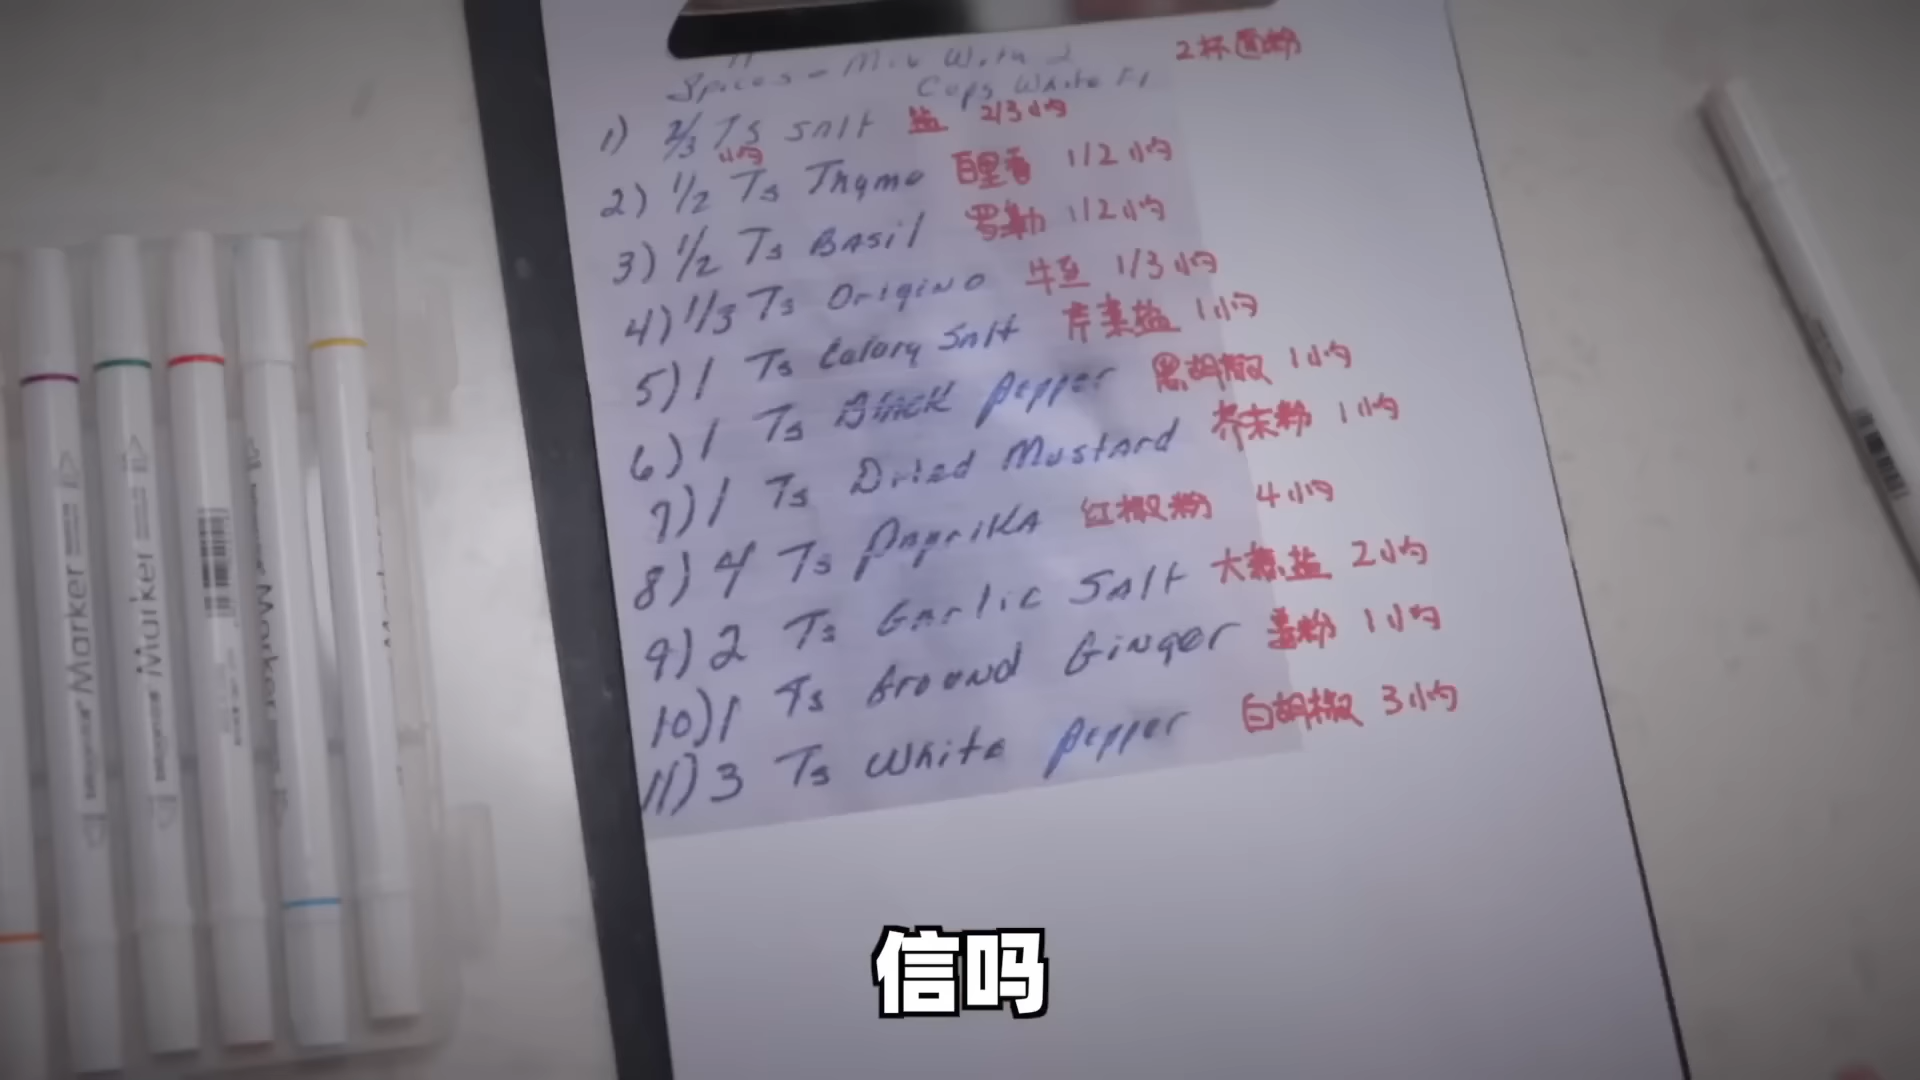 11
Spices - Mix With 2 2杯面粉
Cups White Fl
1) 2/3 Ts Salt 盐 2/3小勺
小勺
2) 1/2 Ts Thyme 百里香 1/2小勺
3) 1/2 Ts Basil 罗勒 1/2小勺
4) 1/3 Ts Origino 牛至 1/3小勺
5) 1 Ts Celary Salt 芹菜盐 1小勺
6) 1 Ts Black Pepper 黑胡椒 1小勺
7) 1 Ts Dried Mustard 芥末粉 1小勺
8) 4 Ts Paprika 红椒粉 4小勺
9) 2 Ts Garlic Salt 大蒜盐 2小勺
10) 1 Ts Ground Ginger 姜粉 1小勺
11) 3 Ts White Pepper 白胡椒 3小勺
Marker
Marker
Marker
信吗